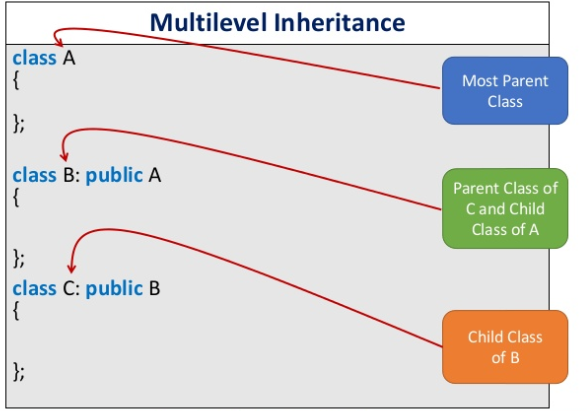 Multilevel Inheritance
class A
{
};
Most Parent
Class
class B: public A
{
};
Parent Class of
C and Child
Class of A
class C: public B
{
};
Child Class
of B